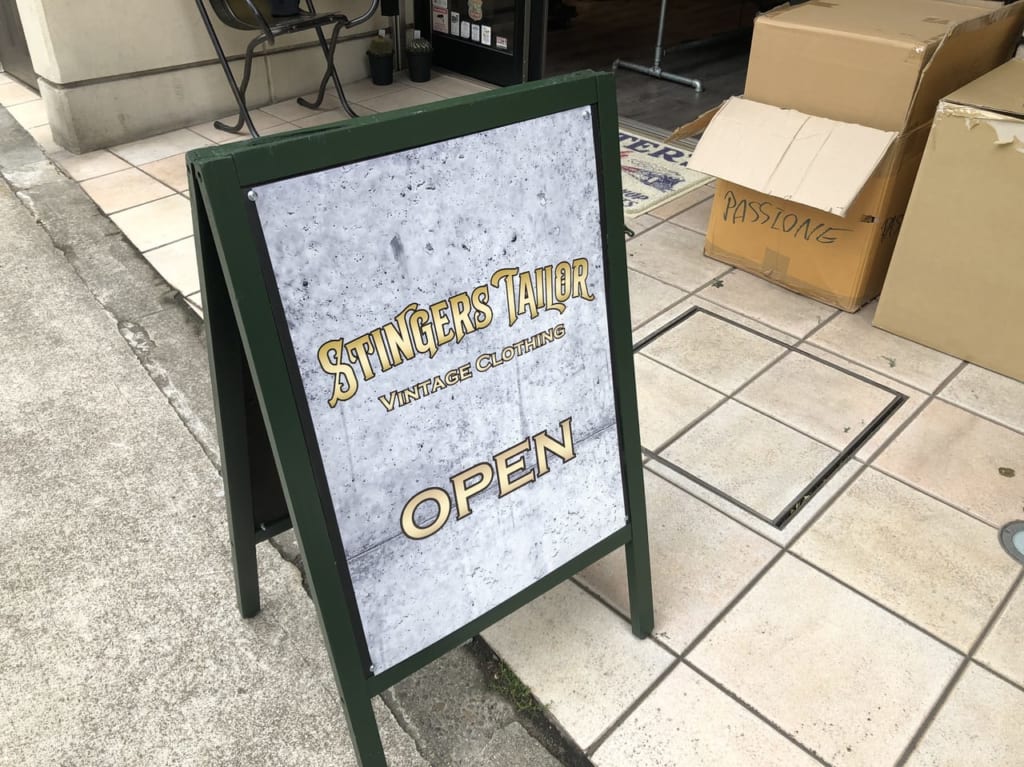 STINGERS TAILOR
VINTAGE CLOTHING
OPEN
PASSIONE